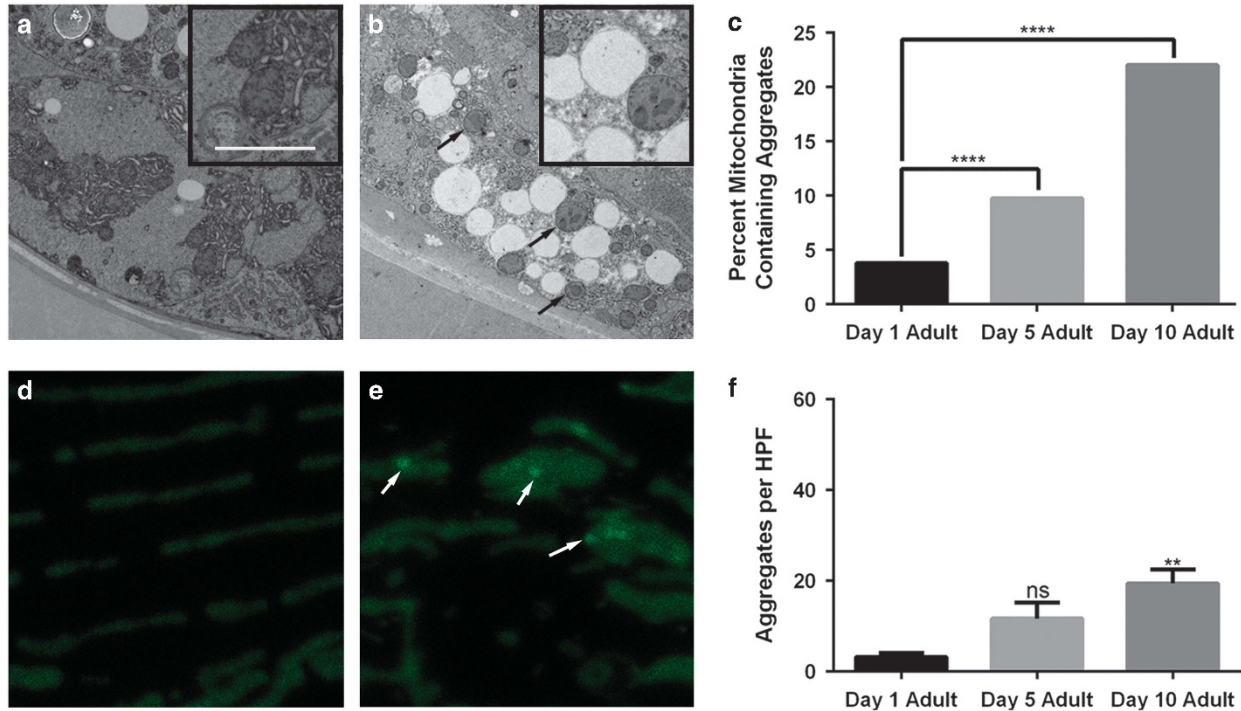 a
b
c
Percent Mitochondria
Containing Aggregates
25
20
15
10
5
0
****
****
Day 1 Adult
Day 5 Adult
Day 10 Adult
d
e
f
Aggregates per HPF
60
40
20
0
ns
**
Day 1 Adult
Day 5 Adult
Day 10 Adult